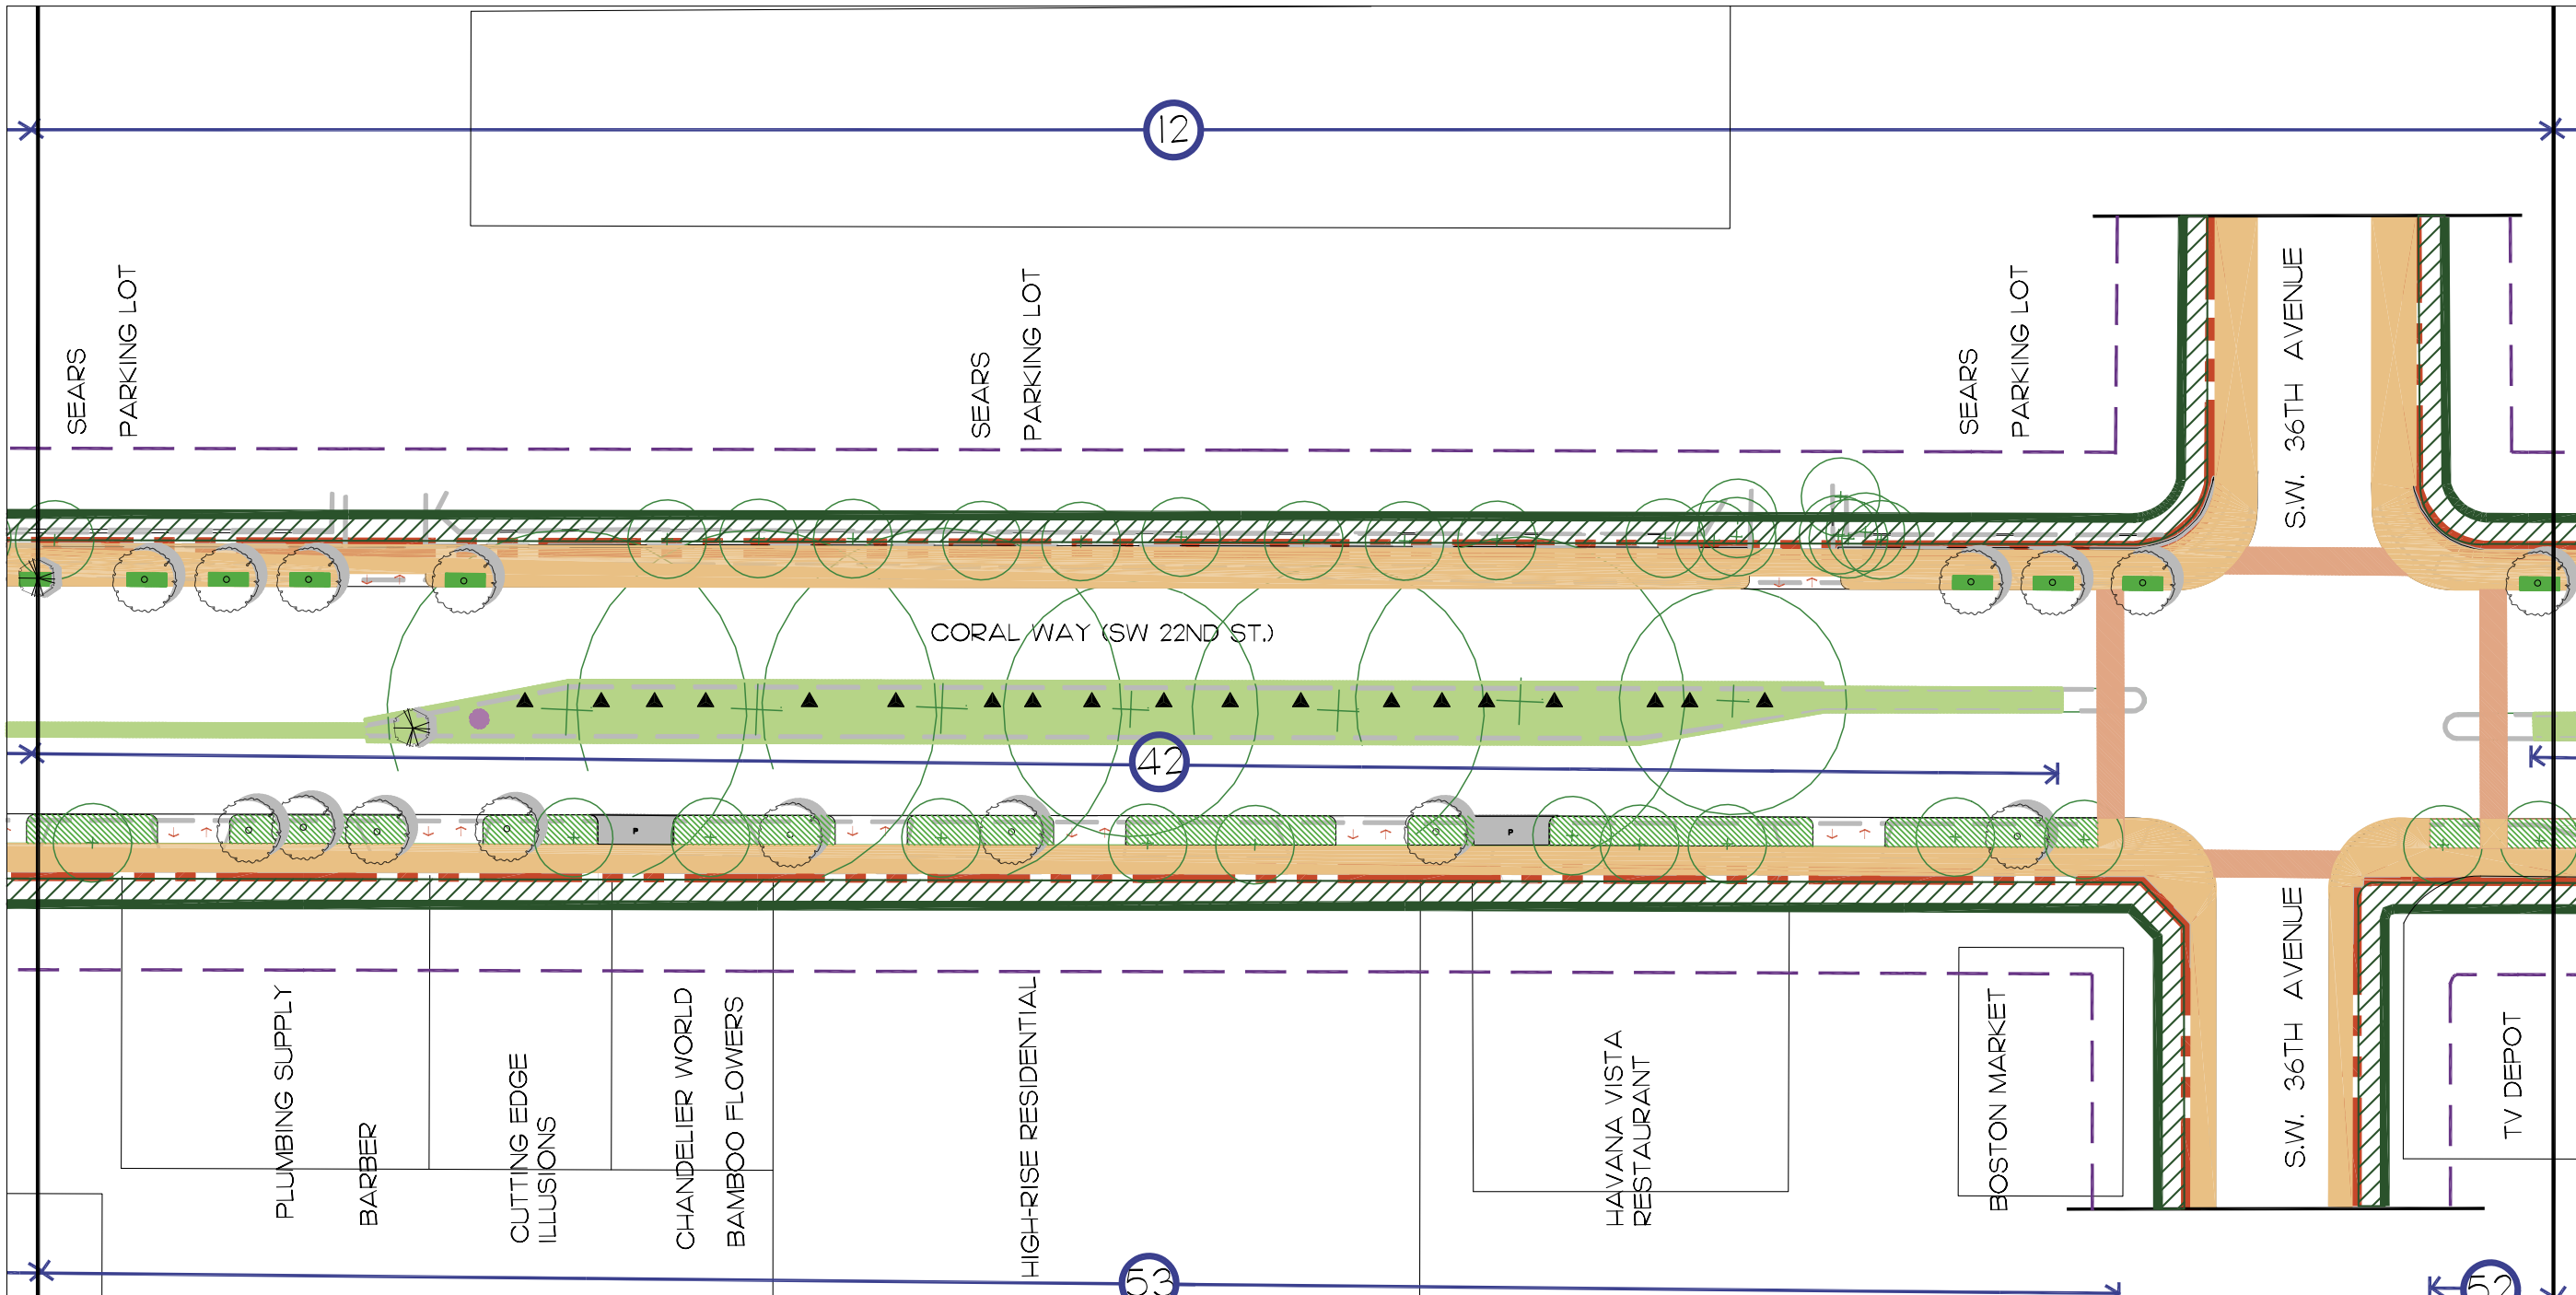 12
SEARS
PARKING LOT
SEARS
PARKING LOT
SEARS
PARKING LOT
S.W. 36TH AVENUE
CORAL WAY (SW 22ND ST.)
42
P
P
PLUMBING SUPPLY
BARBER
CUTTING EDGE
ILLUSIONS
CHANDELIER WORLD
BAMBOO FLOWERS
HIGH-RISE RESIDENTIAL
HAVANA VISTA
RESTAURANT
BOSTON MARKET
S.W. 36TH AVENUE
TV DEPOT
53
52